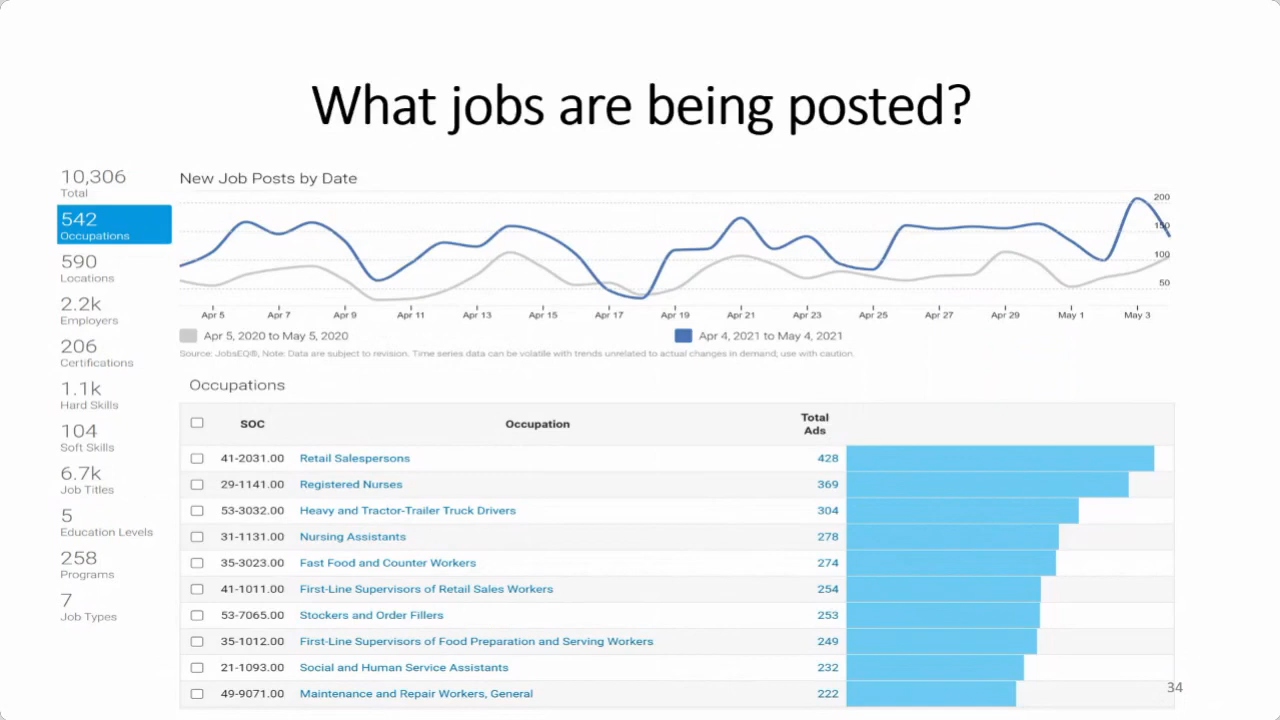 What jobs are being posted?
10,306
Total
542
Occupations
590
Locations
2.2k
Employers
206
Certifications
1.1k
Hard Skills
104
Soft Skills
6.7k
Job Titles
5
Education Levels
258
Programs
7
Job Types
New Job Posts by Date
200
150
100
50
Apr 5 Apr 7 Apr 9 Apr 11 Apr 13 Apr 15 Apr 17 Apr 19 Apr 21 Apr 23 Apr 25 Apr 27 Apr 29 May 1 May 3
Apr 5, 2020 to May 5, 2020 Apr 4, 2021 to May 4, 2021
Source: JobsEQ®, Note: Data are subject to revision. Time series data can be volatile with trends unrelated to actual changes in demand; use with caution.
Occupations
SOC Occupation Total Ads
41-2031.00 Retail Salespersons 428
29-1141.00 Registered Nurses 369
53-3032.00 Heavy and Tractor-Trailer Truck Drivers 304
31-1131.00 Nursing Assistants 278
35-3023.00 Fast Food and Counter Workers 274
41-1011.00 First-Line Supervisors of Retail Sales Workers 254
53-7065.00 Stockers and Order Fillers 253
35-1012.00 First-Line Supervisors of Food Preparation and Serving Workers 249
21-1093.00 Social and Human Service Assistants 232
49-9071.00 Maintenance and Repair Workers, General 222
34